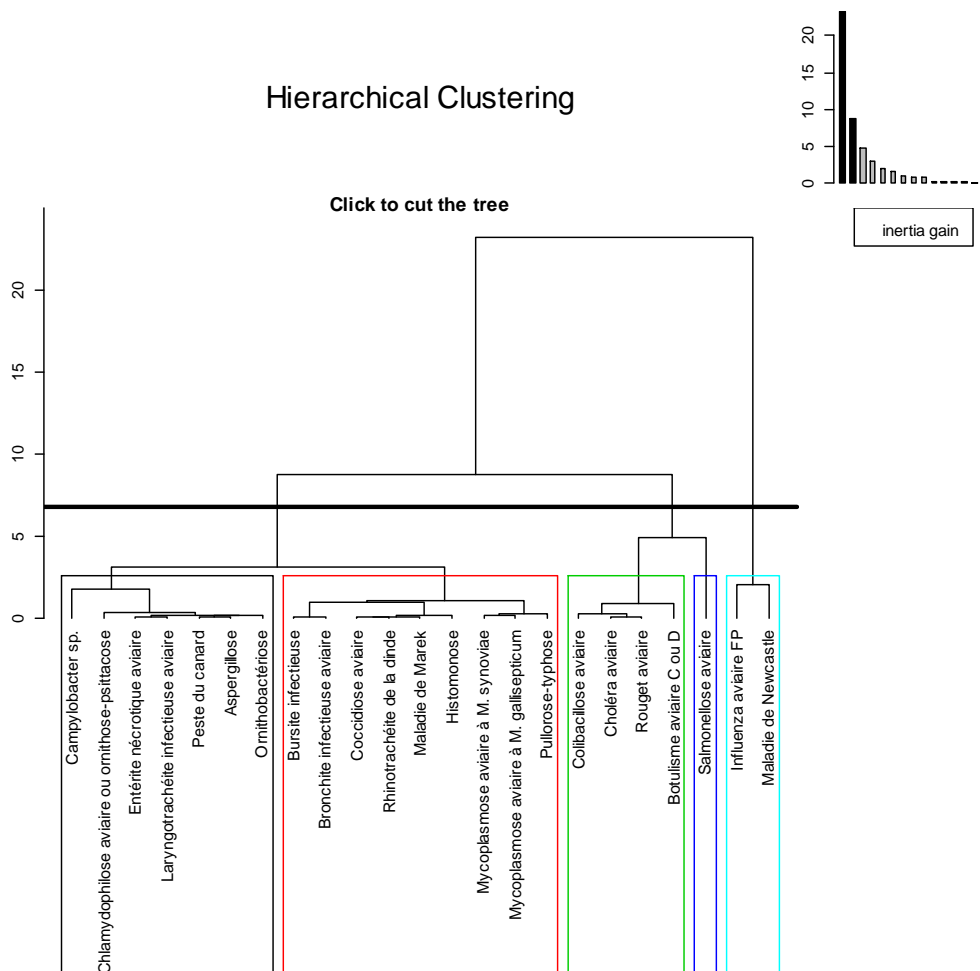 20
15
10
5
0
Hierarchical Clustering
Click to cut the tree
inertia gain
20
15
10
5
0
Campylobacter sp.
Chlamydophilose aviaire ou ornithose-psittacose
Entérite nécrotique aviaire
Laryngotrachéite infectieuse aviaire
Peste du canard
Aspergillose
Ornithobactériose
Bursite infectieuse
Bronchite infectieuse aviaire
Coccidiose aviaire
Rhinotrachéite de la dinde
Maladie de Marek
Histomonose
Mycoplasmose aviaire à M. synoviae
Mycoplasmose aviaire à M. gallisepticum
Pullorose-typhose
Colibacillose aviaire
Choléra aviaire
Rouget aviaire
Botulisme aviaire C ou D
Salmonellose aviaire
Influenza aviaire FP
Maladie de Newcastle